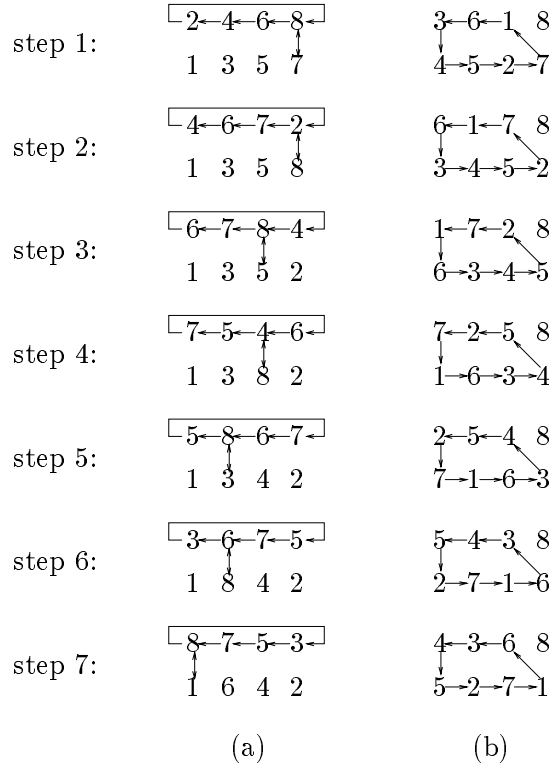 2 4 6 8 3 6 1 8
step 1:
1 3 5 7 4 5 2 7
4 6 7 2 6 1 7 8
step 2:
1 3 5 8 3 4 5 2
6 7 8 4 1 7 2 8
step 3:
1 3 5 2 6 3 4 5
7 5 4 6 7 2 5 8
step 4:
1 3 8 2 1 6 3 4
5 8 6 7 2 5 4 8
step 5:
1 3 4 2 7 1 6 3
3 6 7 5 5 4 3 8
step 6:
1 8 4 2 2 7 1 6
8 7 5 3 4 3 6 8
step 7:
1 6 4 2 5 2 7 1
(a) (b)